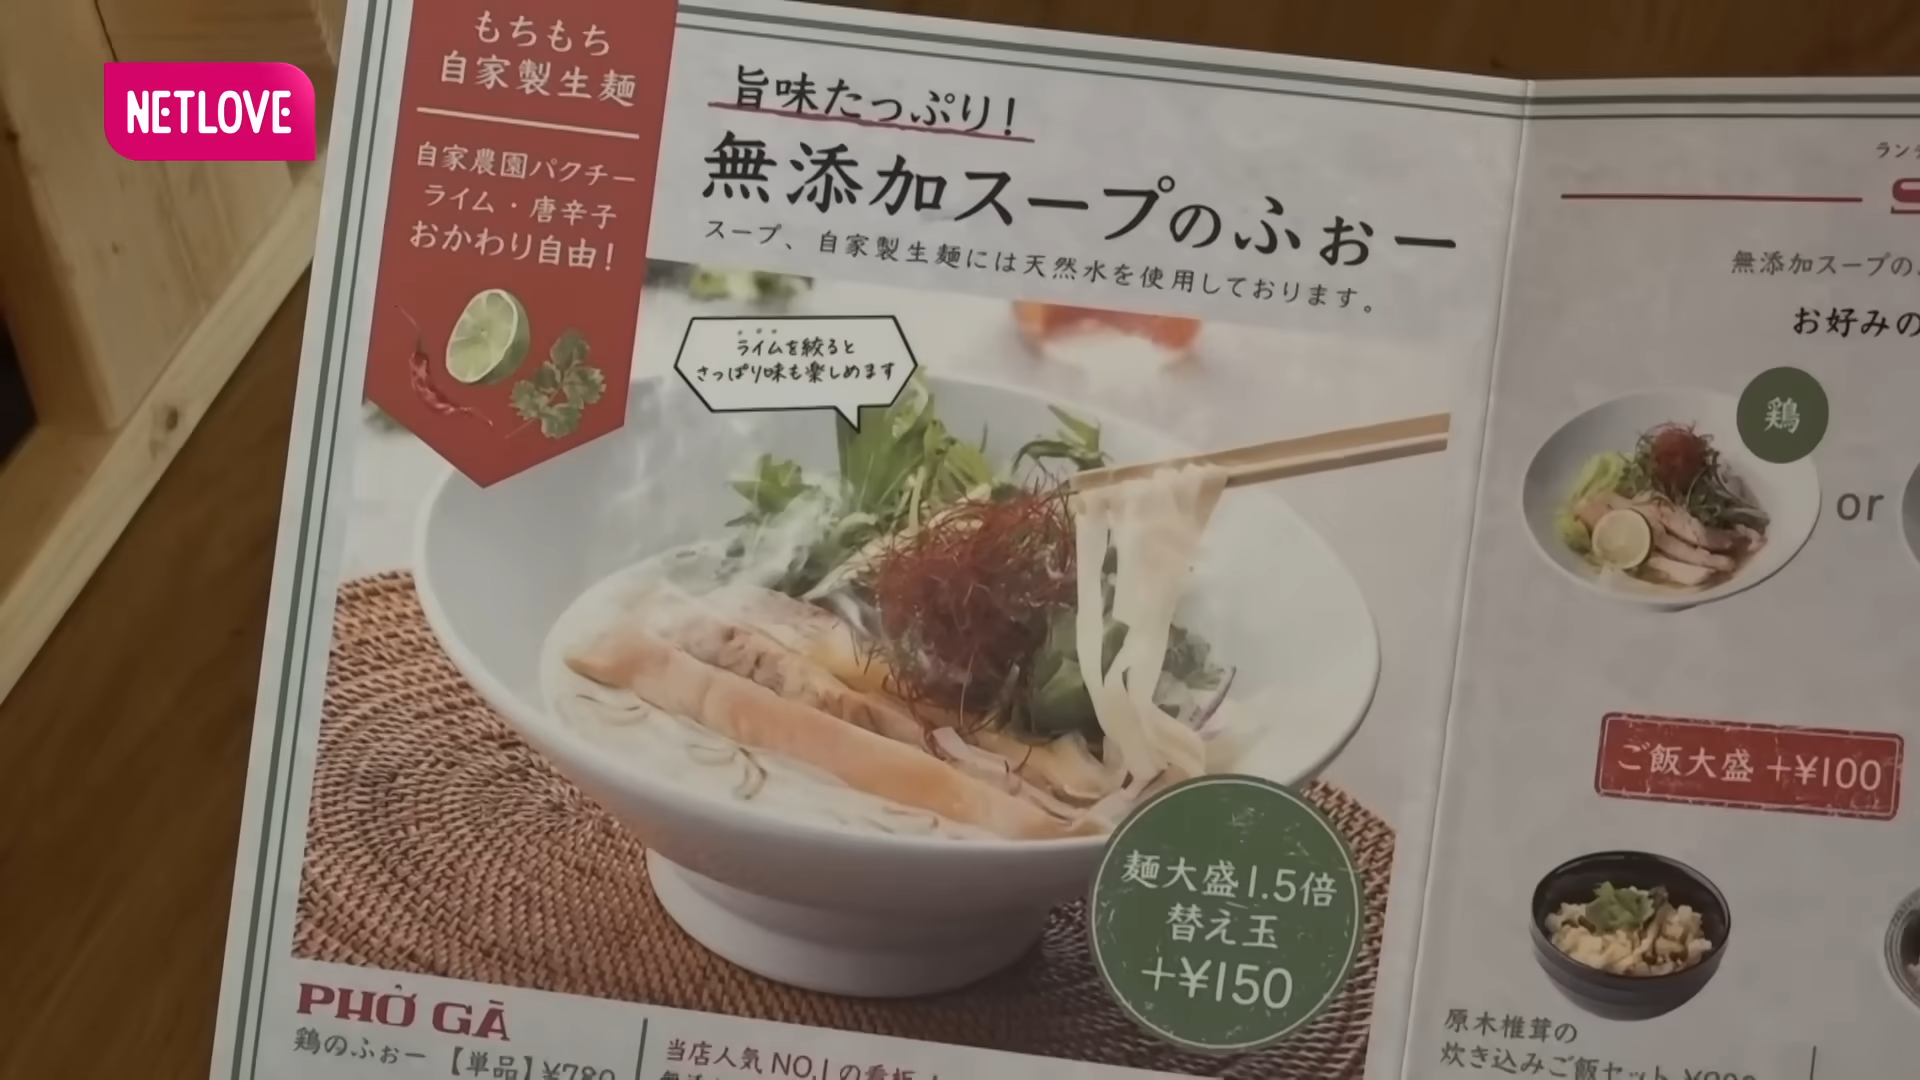 NETLOVE
もちもち
自家製生麺
自家農園パクチー
ライム・唐辛子
おかわり自由!
旨味たっぷり!
無添加スープのふぉー
スープ、自家製生麺には天然水を使用しております。
ライムを絞ると
さっぱり味も楽しめます
麺大盛1.5倍
替え玉
+¥150
PHỞ GÀ
鶏のふぉー【単品】¥780
当店人気 NO.1の看板
ラン
無添加スープの
お好みの
鶏
or
ご飯大盛 +¥100
原木椎茸の
炊き込みご飯セット